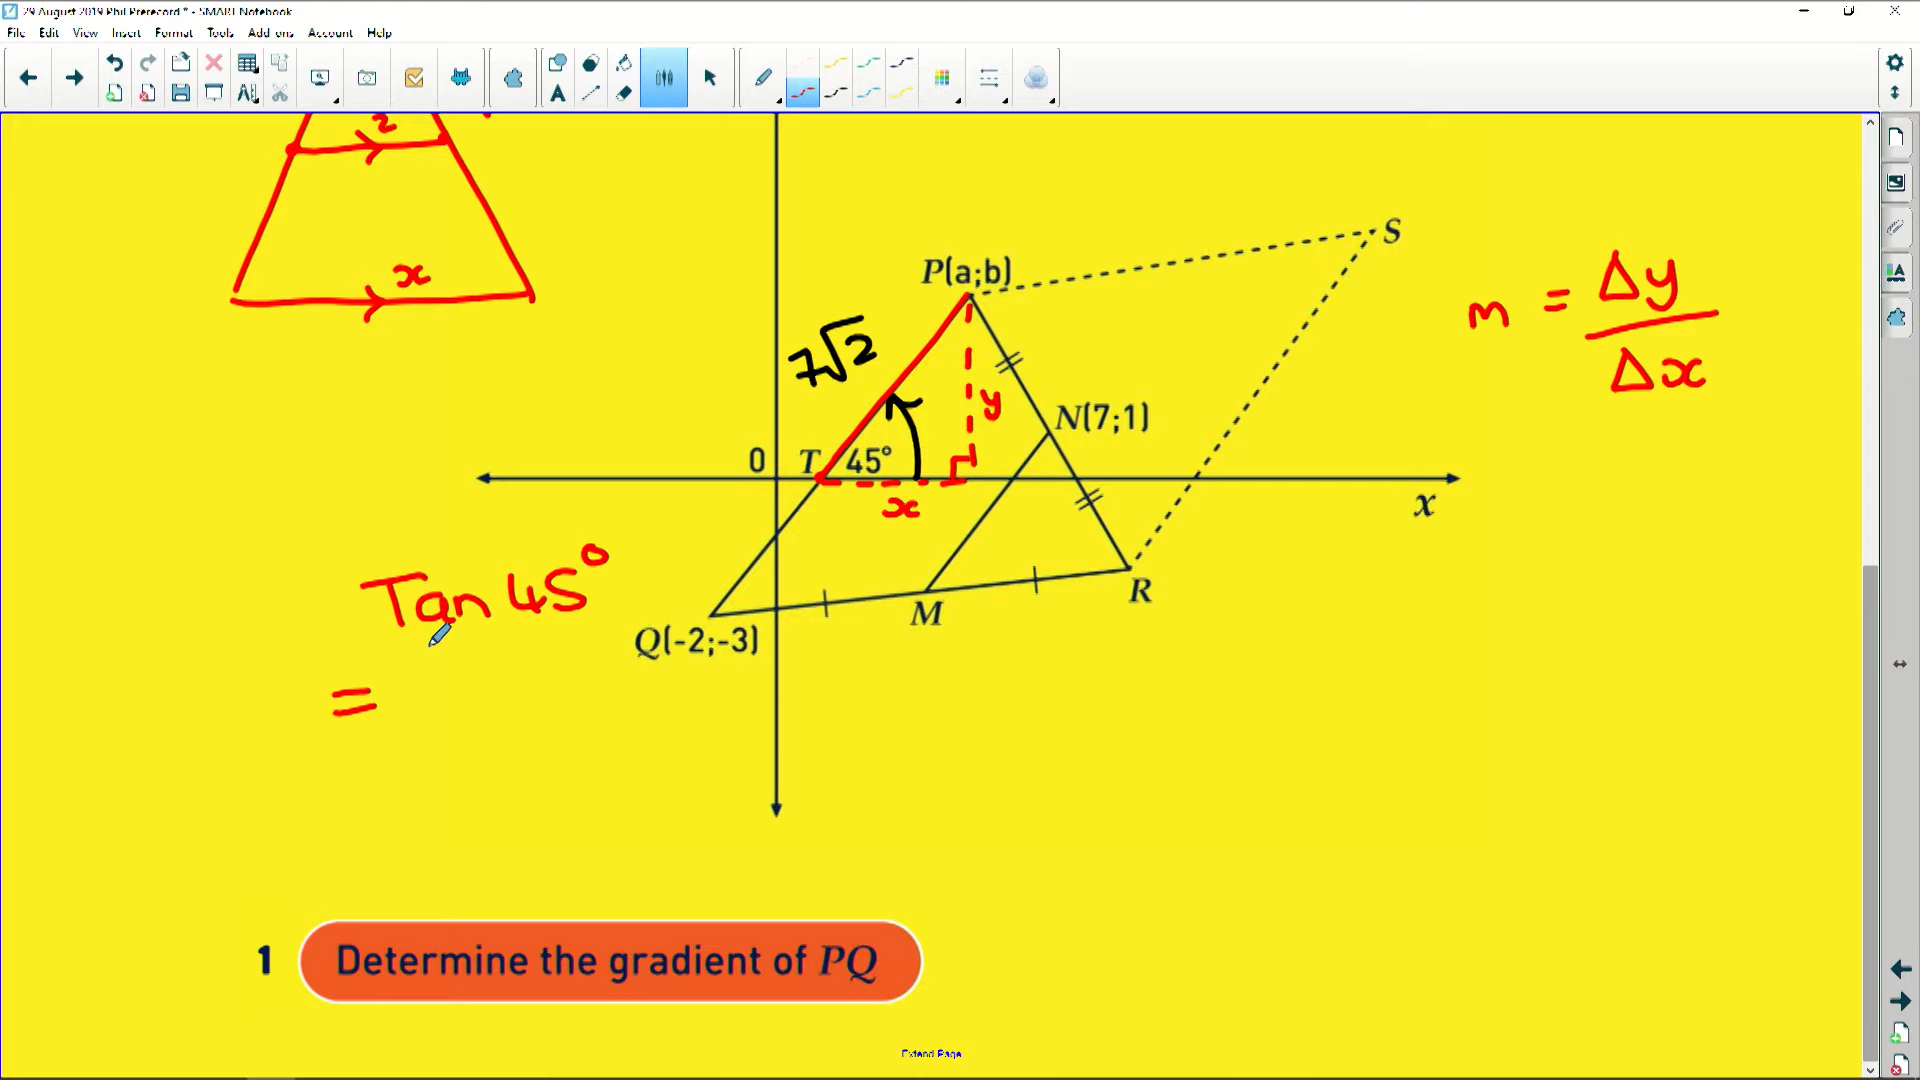 29 August 2019 Phil Prerecord * - SMART Notebook
File Edit View Insert Format Tools Add-ons Account Help
2
x
S
P(a;b)
m = Δy
Δx
7√2
y
N(7;1)
0
T
45°
x
x
Tan 45°
R
M
Q(-2;-3)
=
1 Determine the gradient of PQ
Extend Page